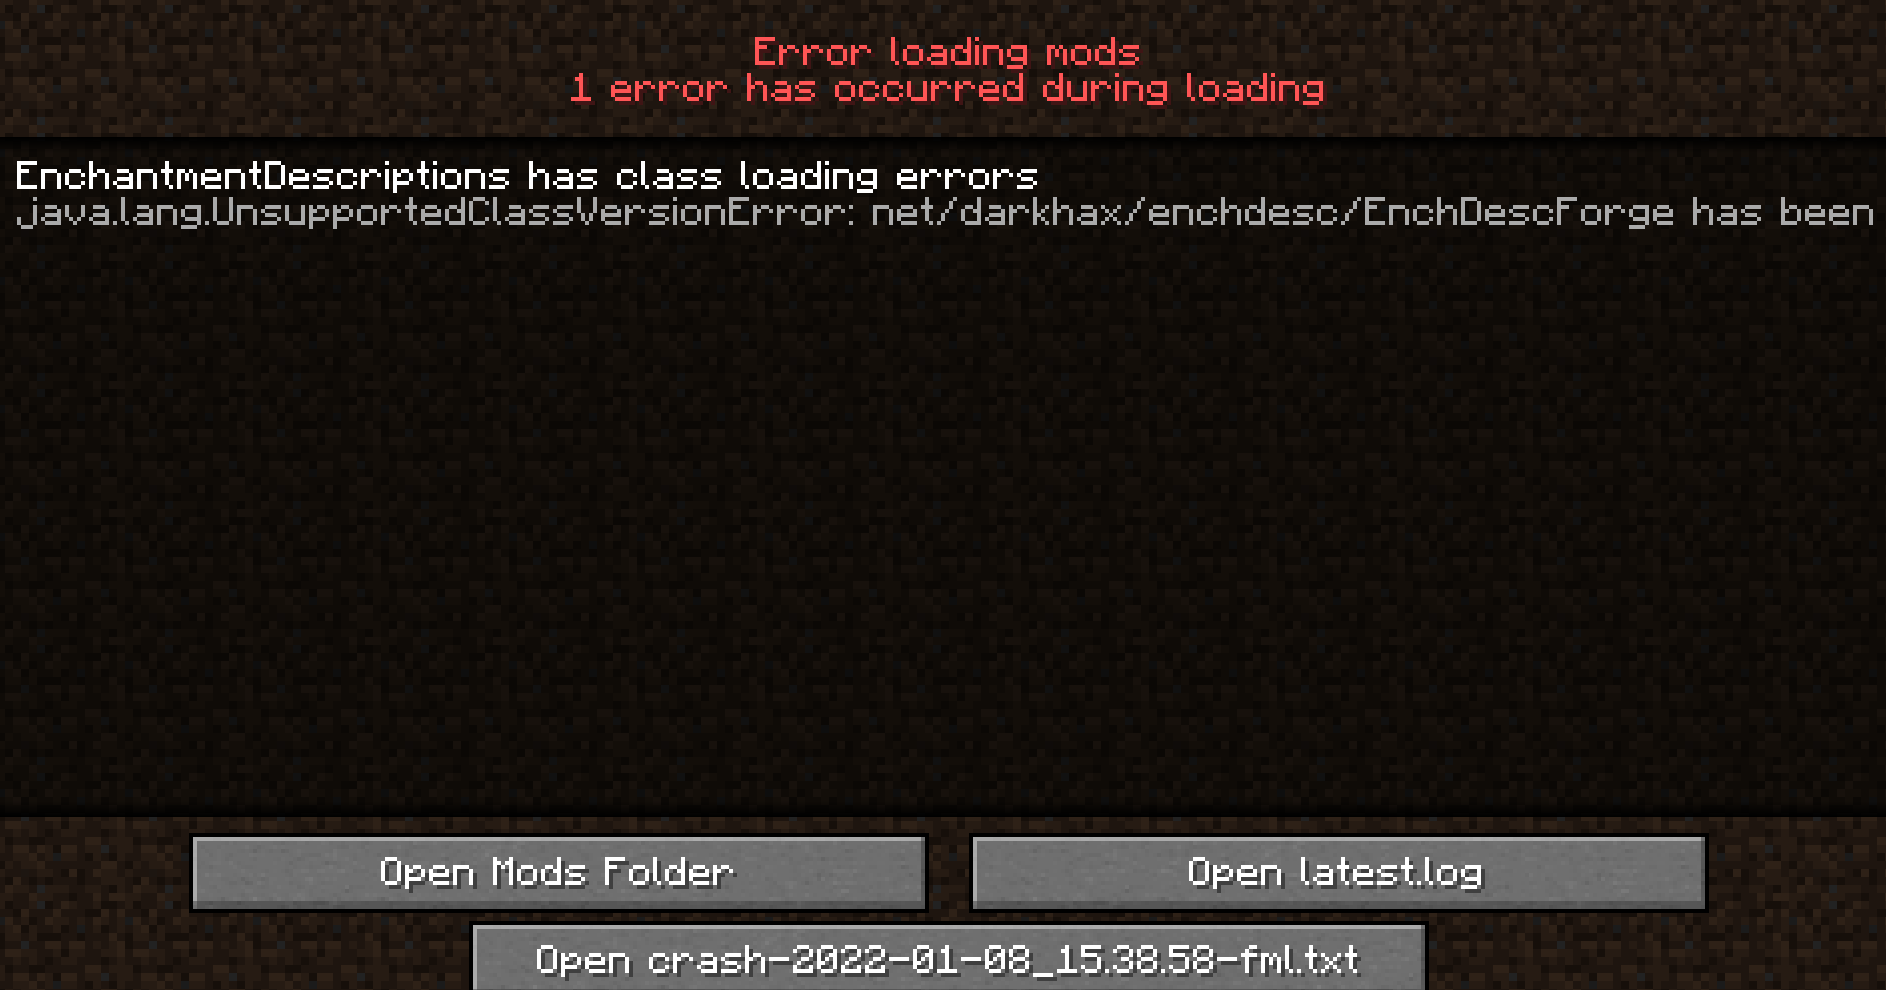 Error loading mods
1 error has occurred during loading
EnchantmentDescriptions has class loading errors
java.lang.UnsupportedClassVersionError: net/darkhax/enchdesc/EnchDescForge has been
Open Mods Folder
Open latest.log
Open crash-2022-01-08_15.38.58-fml.txt